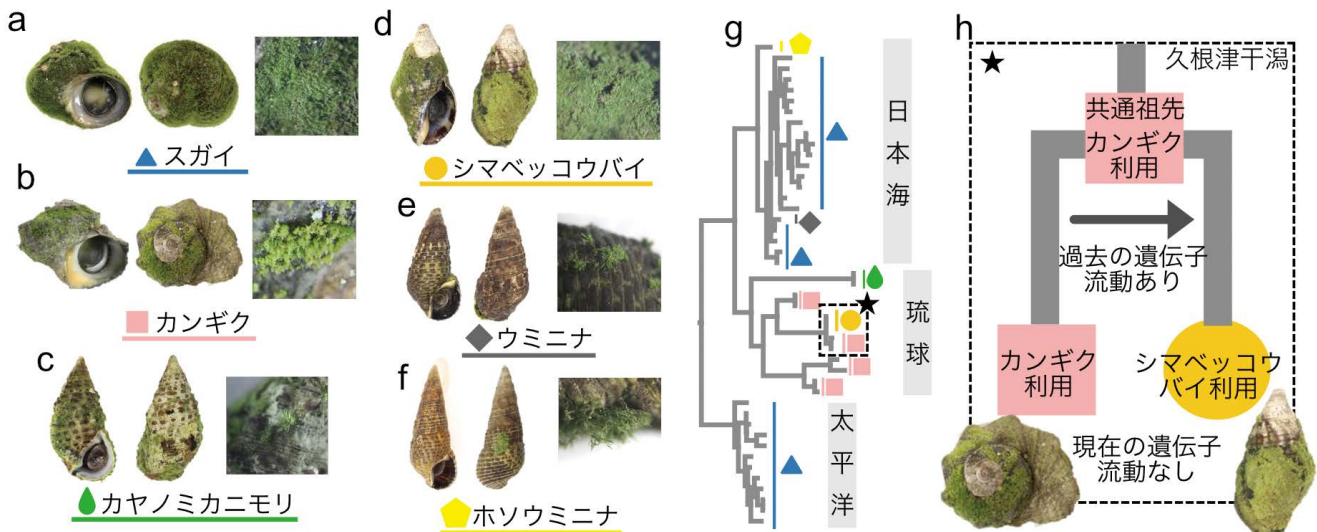 a
スガイ
b
カンギク
c
カヤノミカニモリ
d
シマベッコウバイ
e
ウミニナ
f
ホソウミニナ
g
日本海
琉球
太平洋
h
久根津干潟
共通祖先
カンギク
利用
過去の遺伝子
流動あり
カンギク
利用
シマベッコウ
バイ利用
現在の遺伝子
流動なし